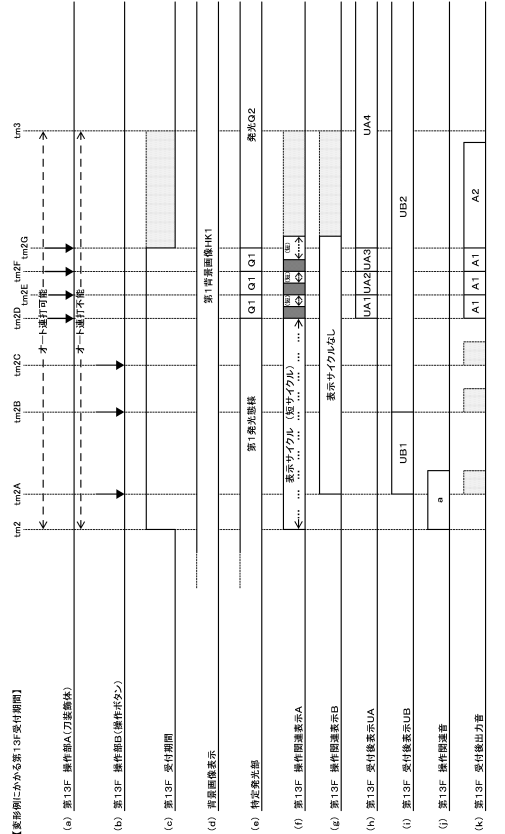 【変形例にかかる第13F受付期間】
tm2
tm2A
tm2B
tm2C
tm2D
tm2E
tm2F
tm2G
tm3
オート連打可能
オート連打不能
(a) 第13F 操作部A(刀装飾体)
(b) 第13F 操作部B(操作ボタン)
(c) 第13F 受付期間
(d) 背景画像表示
第1背景画像HK1
(e) 特定発光部
第1発光態様
Q1
Q1
Q1
発光Q2
(f) 第13F 操作関連表示A
表示サイクル(短サイクル)
(短)
(短)
(短)
(g) 第13F 操作関連表示B
表示サイクルなし
(h) 第13F 受付後表示UA
UA1
UA2
UA3
UA4
(i) 第13F 受付後表示UB
UB1
UB2
(j) 第13F 操作関連音
a
(k) 第13F 受付後出力音
A1
A1
A1
A2